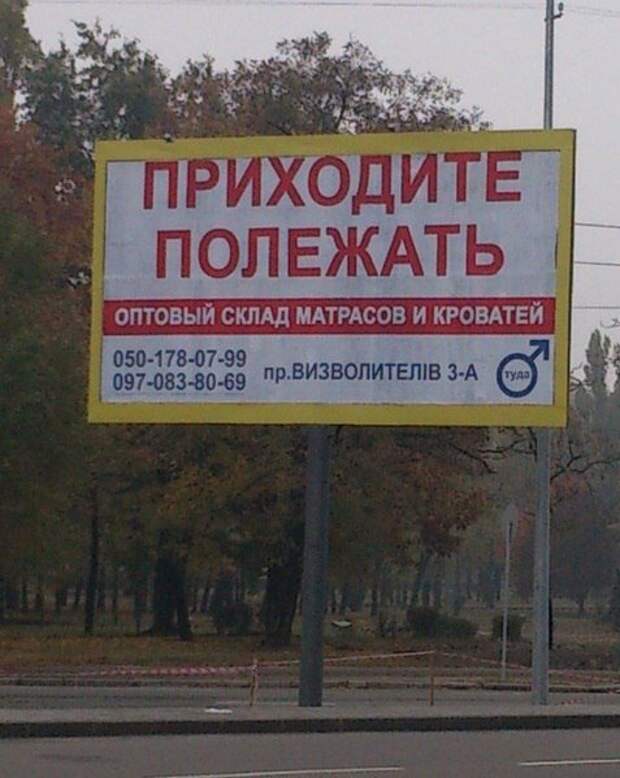 ПРИХОДИТЕ
ПОЛЕЖАТЬ
ОПТОВЫЙ СКЛАД МАТРАСОВ И КРОВАТЕЙ
050-178-07-99
097-083-80-69
пр.ВИЗВОЛИТЕЛІВ 3-А
туда